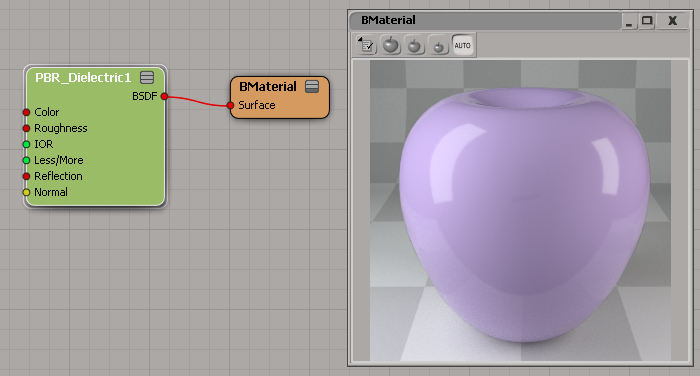 BMaterial
AUTO
PBR_Dielectric1
BSDF
Color
Roughness
IOR
Less/More
Reflection
Normal
BMaterial
Surface